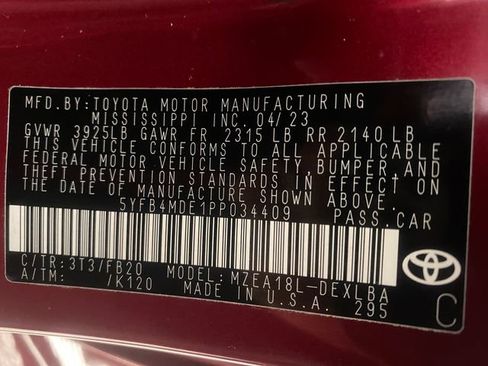 MFD.BY:TOYOTA MOTOR MANUFACTURING
MISSISSIPPI INC. 04/23
GVWR 3925LB GAWR FR 2315 LB RR 2140 LB
THIS VEHICLE CONFORMS TO ALL APPLICABLE
FEDERAL MOTOR VEHICLE SAFETY, BUMPER, AND
THEFT PREVENTION STANDARDS IN EFFECT ON
THE DATE OF MANUFACTURE SHOWN ABOVE.
5YFB4MDE1PP034409 PASS.CAR
C/TR:3T3/FB20 MODEL:MZEA18L-DEXLBA
A/TM: /K120 MADE IN U.S.A. 295
C